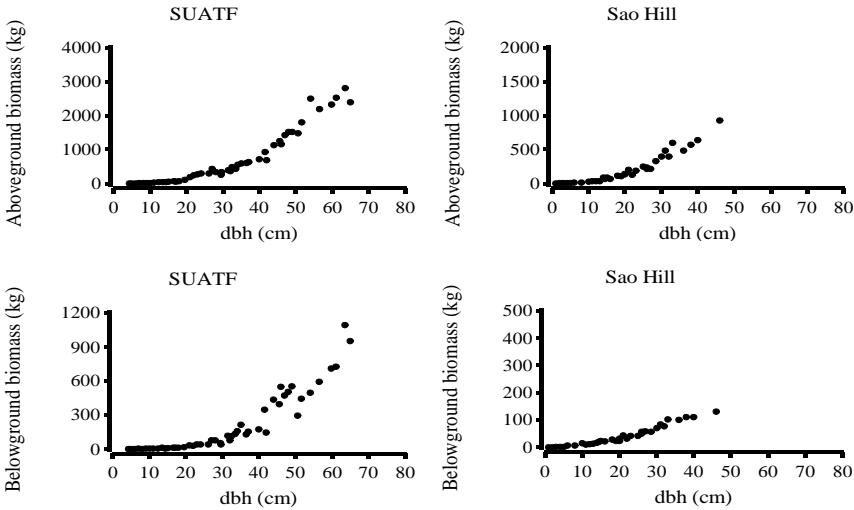 SUATF
Aboveground biomass (kg)
4000
3000
2000
1000
0
0 10 20 30 40 50 60 70 80
dbh (cm)
Sao Hill
Aboveground biomass (kg)
2000
1500
1000
500
0
0 10 20 30 40 50 60 70 80
dbh (cm)
SUATF
Belowground biomass (kg)
1200
900
600
300
0
0 10 20 30 40 50 60 70 80
dbh (cm)
Sao Hill
Belowground biomass (kg)
500
400
300
200
100
0
0 10 20 30 40 50 60 70 80
dbh (cm)